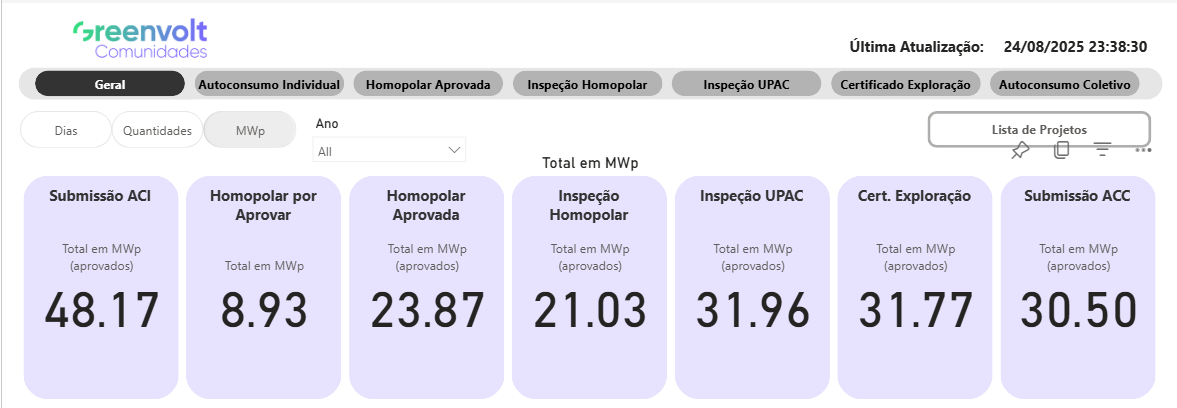 Greenvolt
Comunidades
Última Atualização: 24/08/2025 23:38:30
Geral
Autoconsumo Individual
Homopolar Aprovada
Inspeção Homopolar
Inspeção UPAC
Certificado Exploração
Autoconsumo Coletivo
Dias
Quantidades
MWp
Ano
All
Lista de Projetos
Total em MWp
Submissão ACI
Total em MWp
(aprovados)
48.17
Homopolar por
Aprovar
Total em MWp
8.93
Homopolar
Aprovada
Total em MWp
(aprovados)
23.87
Inspeção
Homopolar
Total em MWp
(aprovados)
21.03
Inspeção UPAC
Total em MWp
(aprovados)
31.96
Cert. Exploração
Total em MWp
(aprovados)
31.77
Submissão ACC
Total em MWp
(aprovados)
30.50